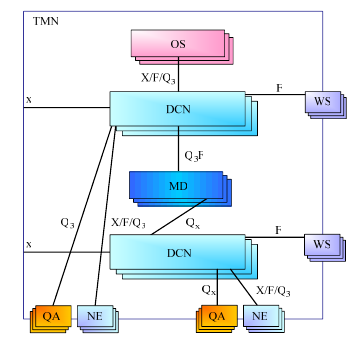 TMN
OS
X/F/Q3
F
x
DCN
WS
Q3F
MD
Q3
X/F/Q3
Qx
F
x
DCN
WS
Qx
X/F/Q3
QA
NE
QA
NE